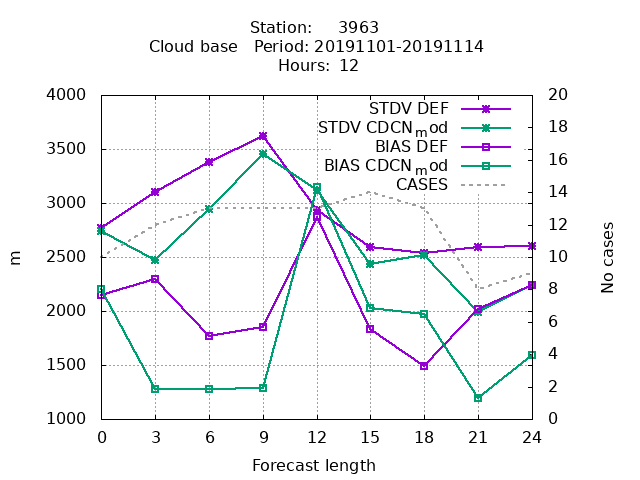 Station:     3963
Cloud base   Period: 20191101-20191114
Hours: 12
4000
3500
3000
2500
2000
1500
1000
m
20
18
16
14
12
10
8
6
4
2
0
No cases
STDV DEF
STDV CDCN_mod
BIAS DEF
BIAS CDCN_mod
CASES
0 3 6 9 12 15 18 21 24
Forecast length